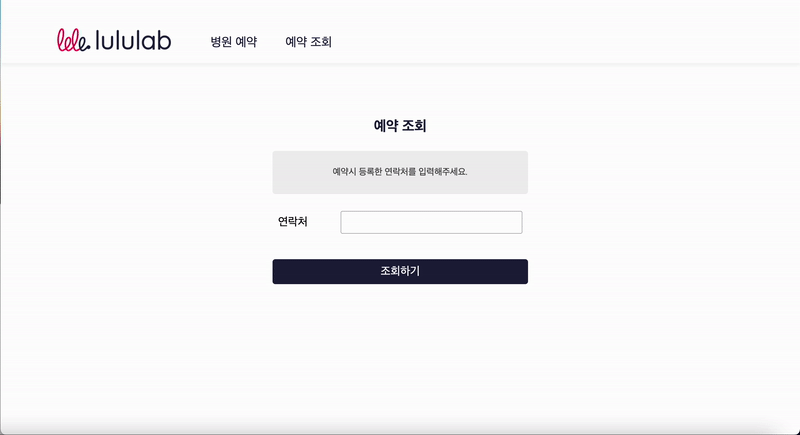 lele. lululab 병원 예약 예약 조회
예약 조회
예약시 등록한 연락처를 입력해주세요.
연락처
조회하기